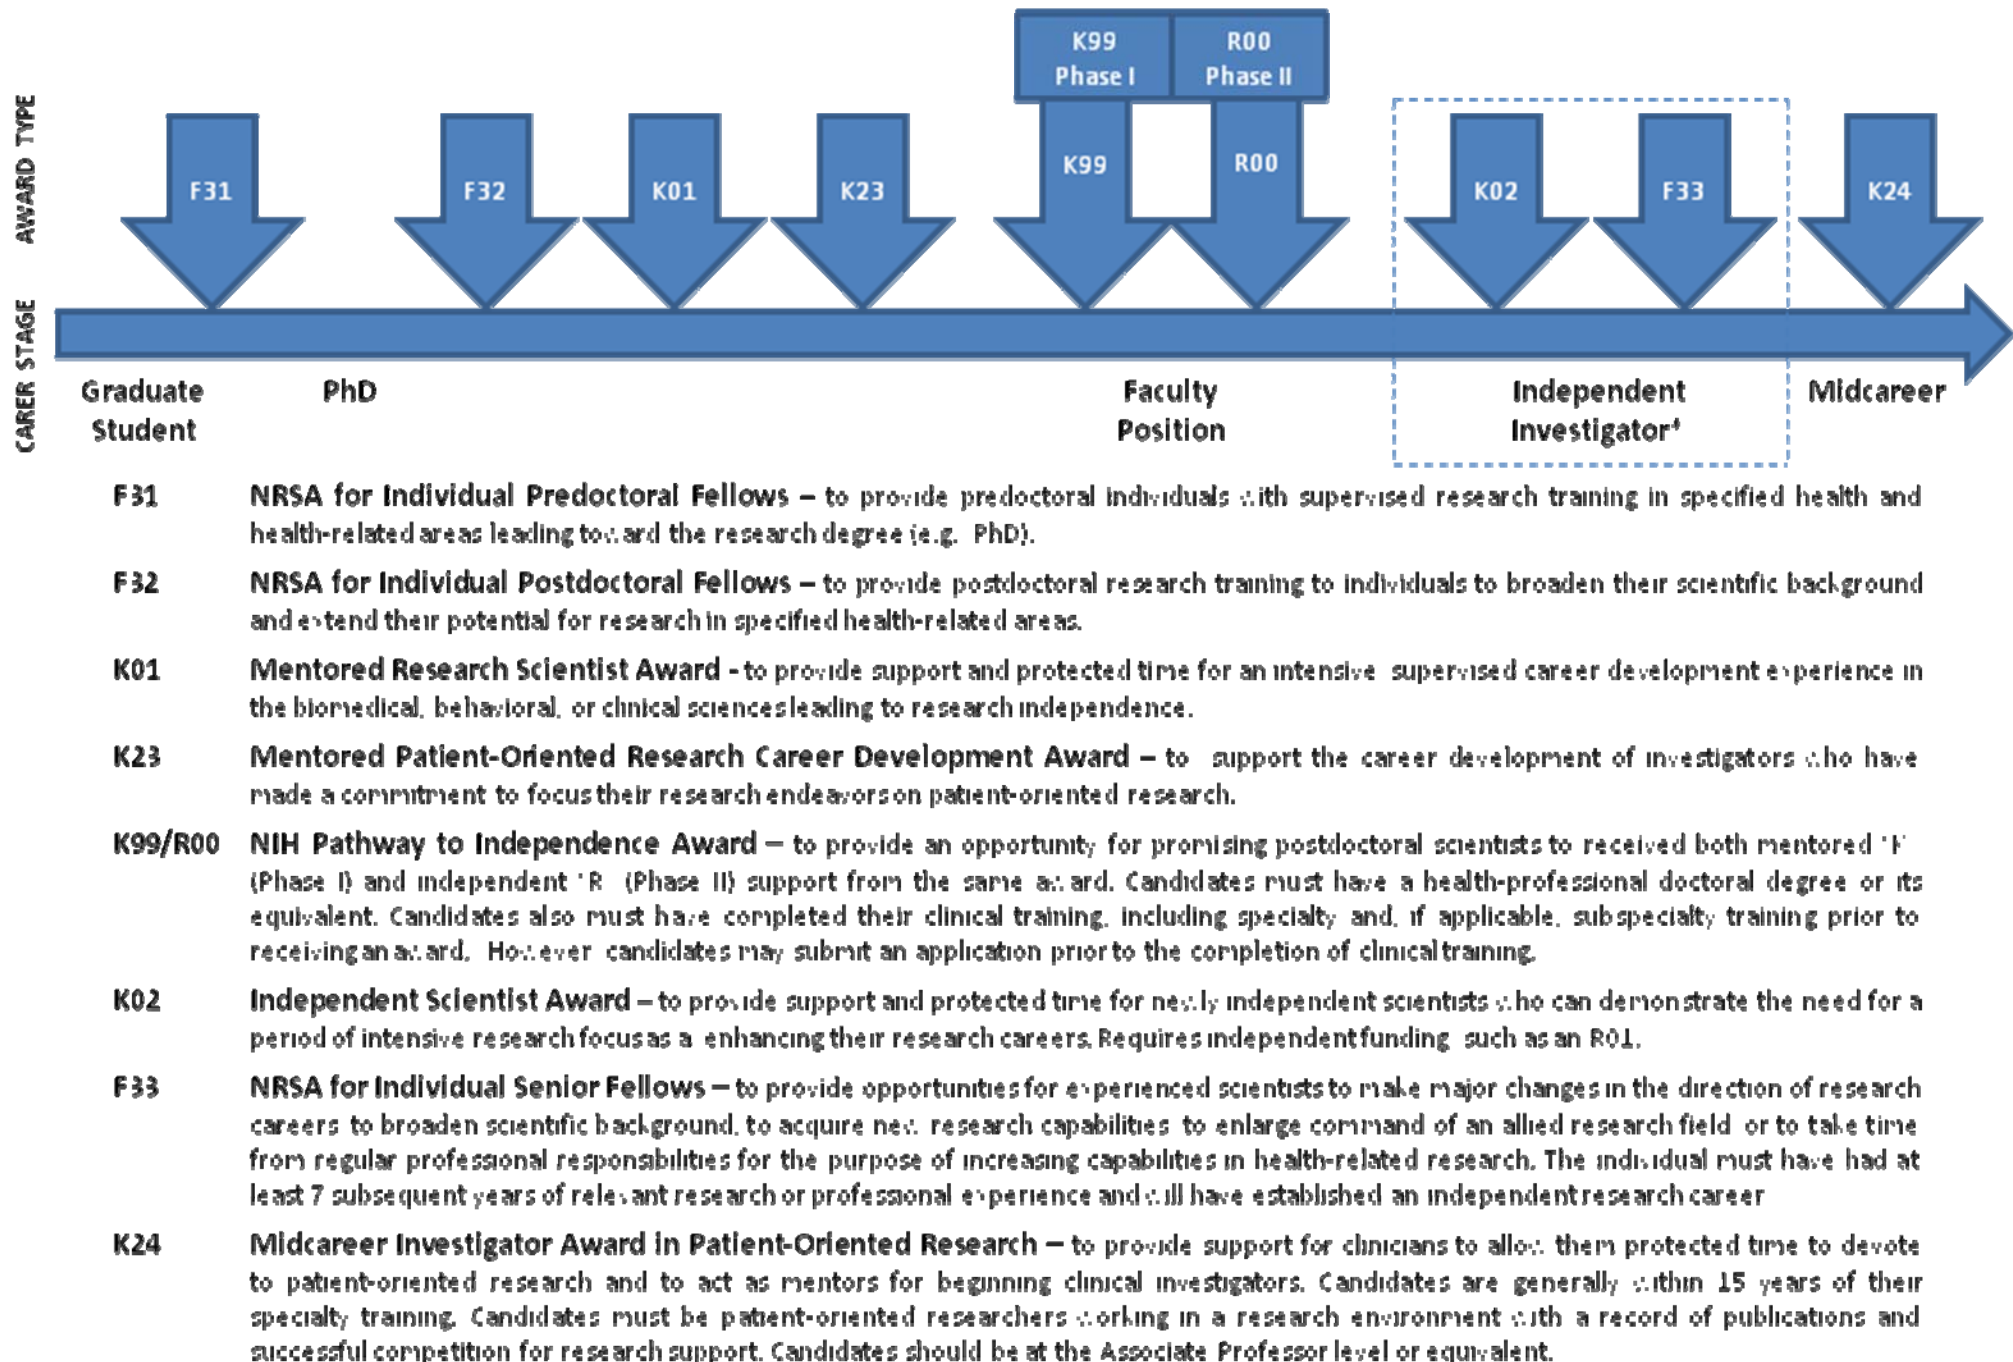 AWARD TYPE
K99
Phase I
R00
Phase II
F31
F32
K01
K23
K99
R00
K02
F33
K24
CAREER STAGE
Graduate
Student
PhD
Faculty
Position
Independent
Investigator*
Midcareer
F31 NRSA for Individual Predoctoral Fellows – to provide predoctoral individuals with supervised research training in specified health and
health-related areas leading toward the research degree (e.g. PhD).
F32 NRSA for Individual Postdoctoral Fellows – to provide postdoctoral research training to individuals to broaden their scientific background
and extend their potential for research in specified health-related areas.
K01 Mentored Research Scientist Award - to provide support and protected time for an intensive supervised career development experience in
the biomedical, behavioral, or clinical sciences leading to research independence.
K23 Mentored Patient-Oriented Research Career Development Award – to support the career development of investigators who have
made a commitment to focus their research endeavors on patient-oriented research.
K99/R00 NIH Pathway to Independence Award – to provide an opportunity for promising postdoctoral scientists to received both mentored
(Phase I) and independent 'R (Phase II) support from the same award. Candidates must have a health-professional doctoral degree or its
equivalent. Candidates also must have completed their clinical training, including specialty and, if applicable, subspecialty training prior to
receiving an award. However candidates may submit an application prior to the completion of clinical training.
K02 Independent Scientist Award – to provide support and protected time for newly independent scientists who can demonstrate the need for a
period of intensive research focus as a enhancing their research careers. Requires independent funding such as an R01.
F33 NRSA for Individual Senior Fellows – to provide opportunities for experienced scientists to make major changes in the direction of research
careers to broaden scientific background, to acquire new research capabilities to enlarge command of an allied research field or to take time
from regular professional responsibilities for the purpose of increasing capabilities in health-related research. The individual must have had at
least 7 subsequent years of relevant research or professional experience and will have established an independent research career
K24 Midcareer Investigator Award in Patient-Oriented Research – to provide support for clinicians to allow them protected time to devote
to patient-oriented research and to act as mentors for beginning clinical investigators. Candidates are generally within 15 years of their
specialty training. Candidates must be patient-oriented researchers working in a research environment with a record of publications and
successful competition for research support. Candidates should be at the Associate Professor level or equivalent.